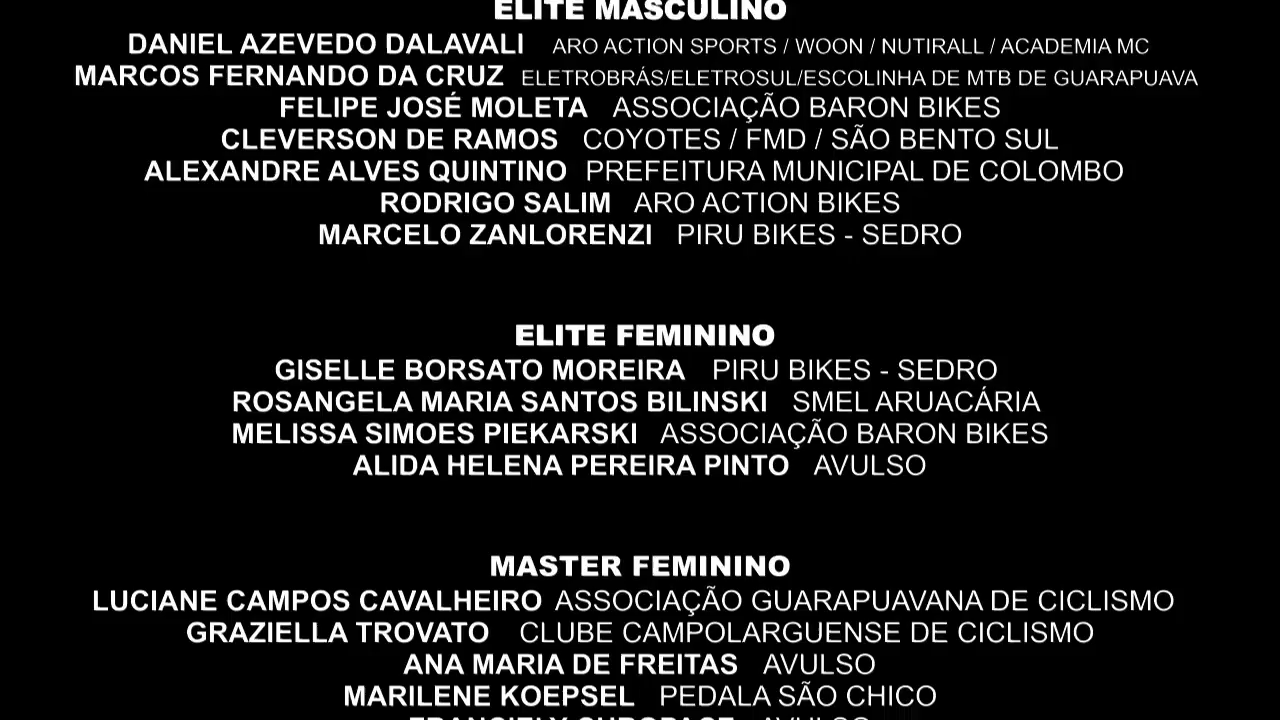 ELITE MASCULINO
DANIEL AZEVEDO DALAVALI ARO ACTION SPORTS / WOON / NUTIRALL / ACADEMIA MC
MARCOS FERNANDO DA CRUZ ELETROBRÁS/ELETROSUL/ESCOLINHA DE MTB DE GUARAPUAVA
FELIPE JOSÉ MOLETA ASSOCIAÇÃO BARON BIKES
CLEVERSON DE RAMOS COYOTES / FMD / SÃO BENTO SUL
ALEXANDRE ALVES QUINTINO PREFEITURA MUNICIPAL DE COLOMBO
RODRIGO SALIM ARO ACTION BIKES
MARCELO ZANLORENZI PIRU BIKES - SEDRO
ELITE FEMININO
GISELLE BORSATO MOREIRA PIRU BIKES - SEDRO
ROSANGELA MARIA SANTOS BILINSKI SMEL ARUACÁRIA
MELISSA SIMOES PIEKARSKI ASSOCIAÇÃO BARON BIKES
ALIDA HELENA PEREIRA PINTO AVULSO
MASTER FEMININO
LUCIANE CAMPOS CAVALHEIRO ASSOCIAÇÃO GUARAPUAVANA DE CICLISMO
GRAZIELLA TROVATO CLUBE CAMPOLARGUENSE DE CICLISMO
ANA MARIA DE FREITAS AVULSO
MARILENE KOEPSEL PEDALA SÃO CHICO
AVULSO